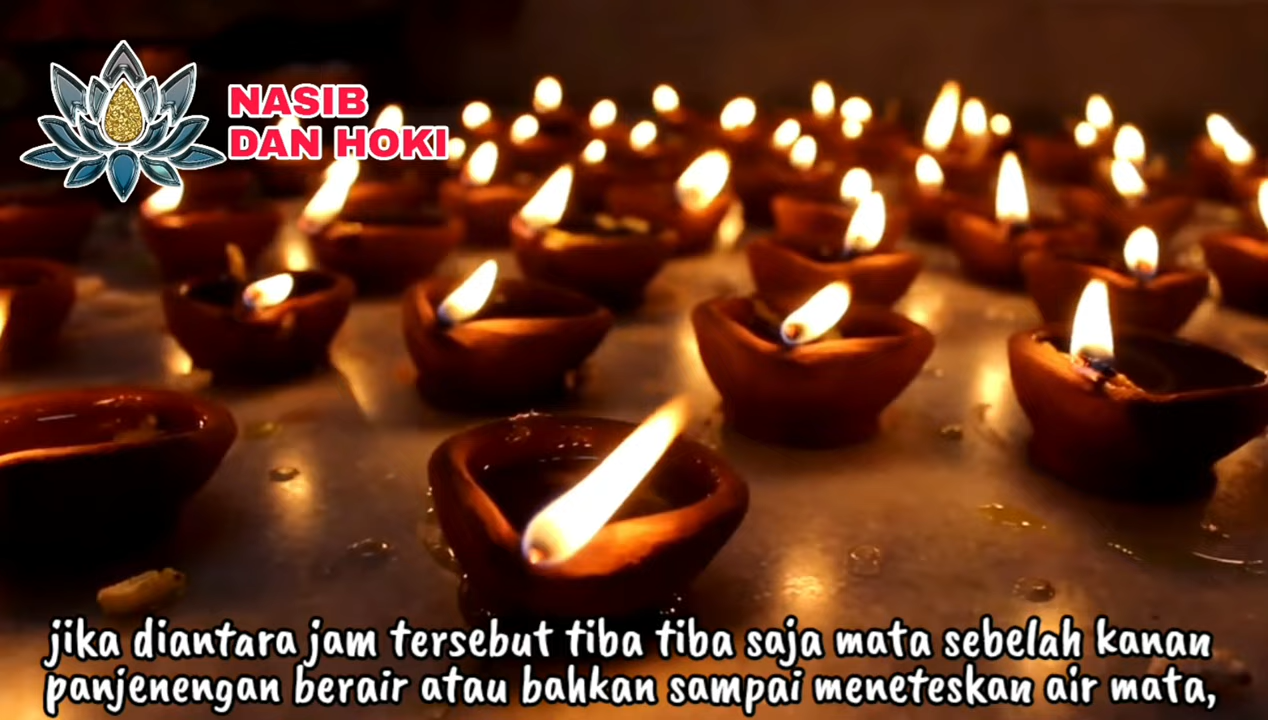 NASIB
DAN HOKI
jika diantara jam tersebut tiba tiba saja mata sebelah kanan
panjenengan berair atau bahkan sampai meneteskan air mata,